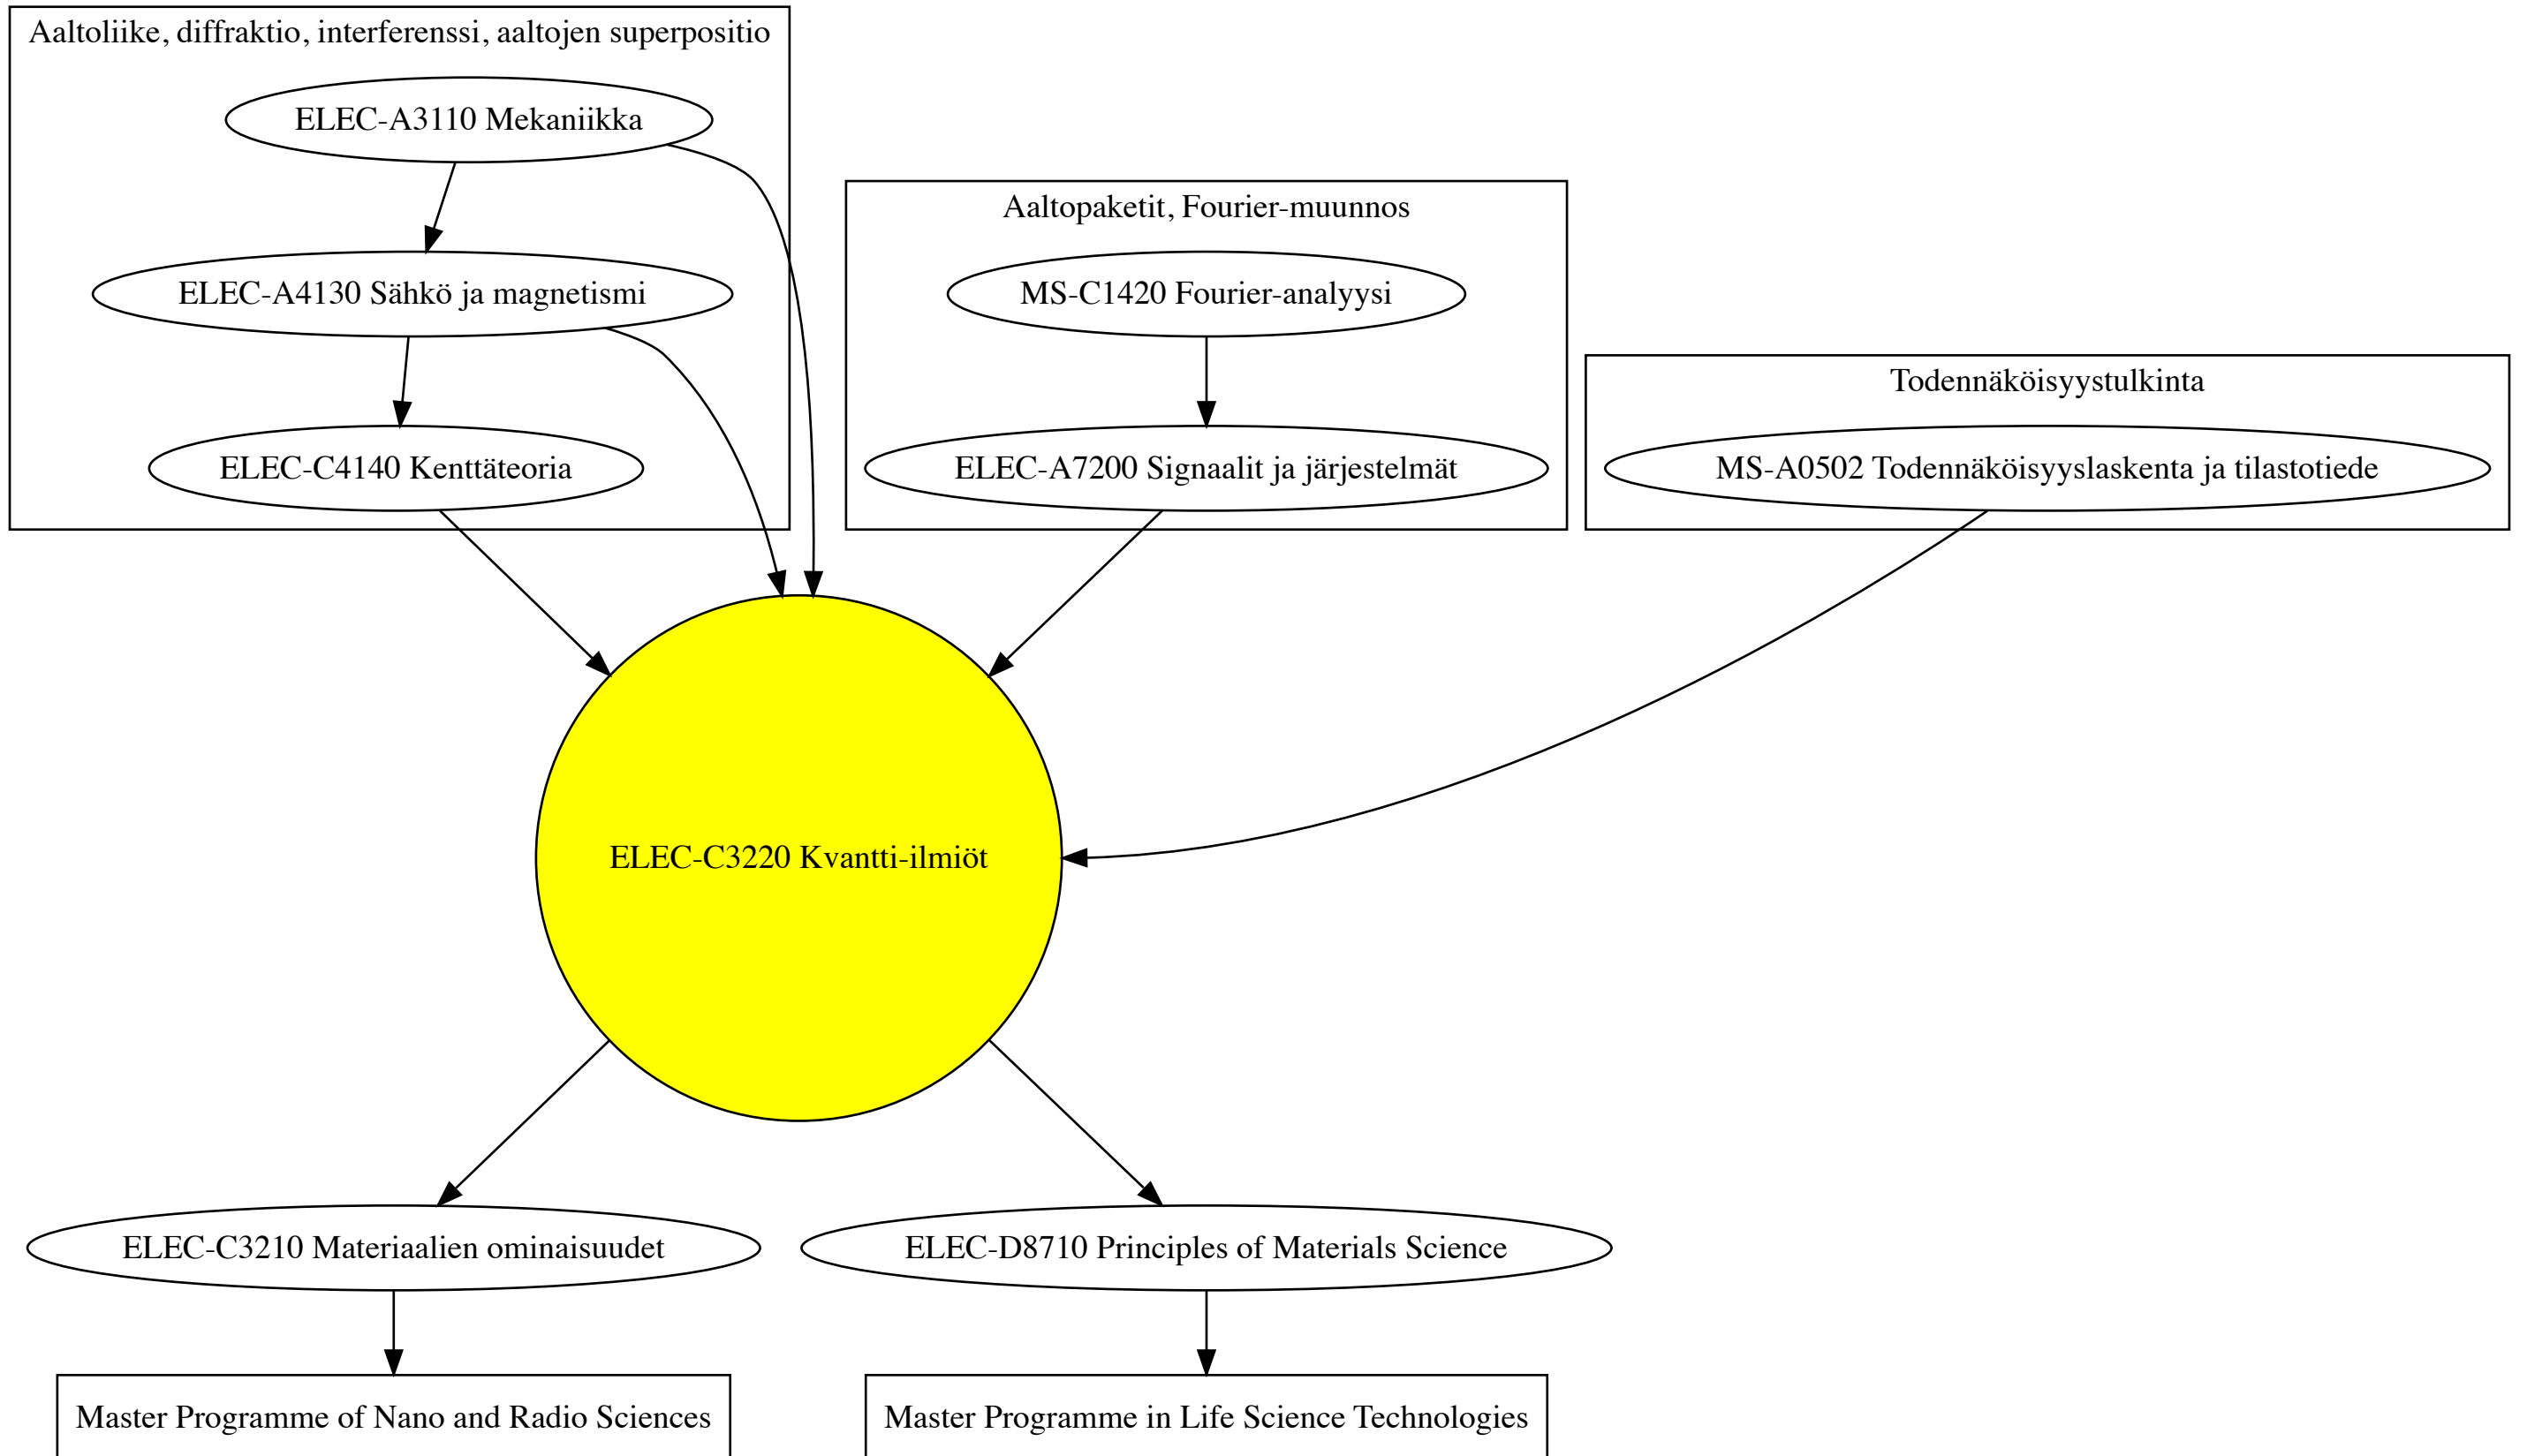 Aaltoliike, diffraktio, interferenssi, aaltojen superpositio
ELEC-A3110 Mekaniikka
ELEC-A4130 Sähkö ja magnetismi
ELEC-C4140 Kenttäteoria
Aaltopaketit, Fourier-muunnos
MS-C1420 Fourier-analyysi
ELEC-A7200 Signaalit ja järjestelmät
Todennäköisyystulkinta
MS-A0502 Todennäköisyyslaskenta ja tilastotiede
ELEC-C3220 Kvantti-ilmiöt
ELEC-C3210 Materiaalien ominaisuudet
ELEC-D8710 Principles of Materials Science
Master Programme of Nano and Radio Sciences
Master Programme in Life Science Technologies